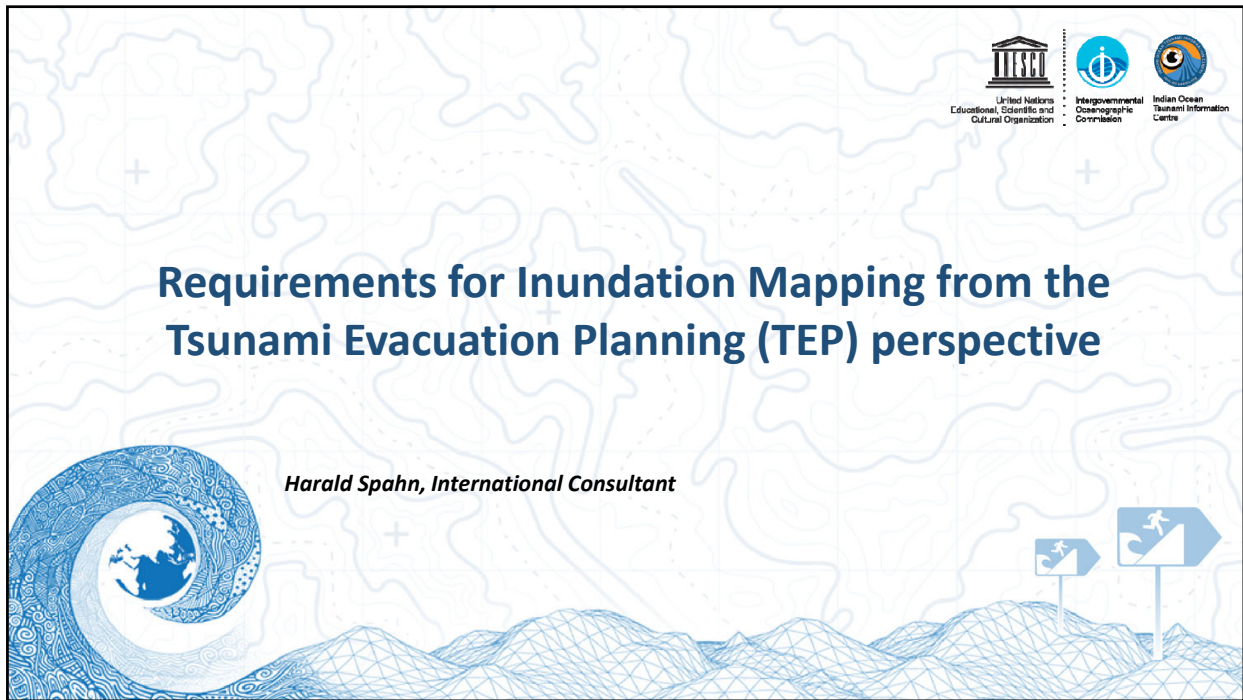 UNESCO
United Nations
Educational, Scientific and
Cultural Organization
Intergovernmental
Oceanographic
Commission
Indian Ocean
Tsunami Information
Centre
Requirements for Inundation Mapping from the
Tsunami Evacuation Planning (TEP) perspective
Harald Spahn, International Consultant